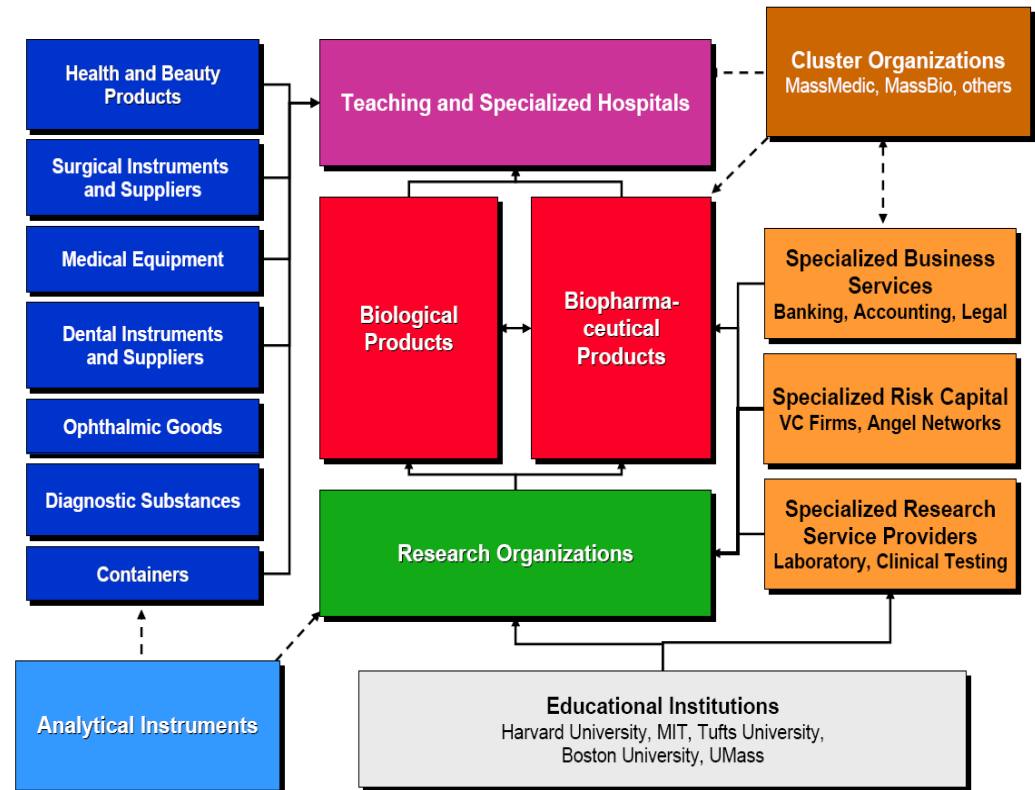 Health and Beauty
Products
Surgical Instruments
and Suppliers
Medical Equipment
Dental Instruments
and Suppliers
Ophthalmic Goods
Diagnostic Substances
Containers
Analytical Instruments
Teaching and Specialized Hospitals
Biological
Products
Biopharma-
ceutical
Products
Research Organizations
Educational Institutions
Harvard University, MIT, Tufts University,
Boston University, UMass
Cluster Organizations
MassMedic, MassBio, others
Specialized Business
Services
Banking, Accounting, Legal
Specialized Risk Capital
VC Firms, Angel Networks
Specialized Research
Service Providers
Laboratory, Clinical Testing